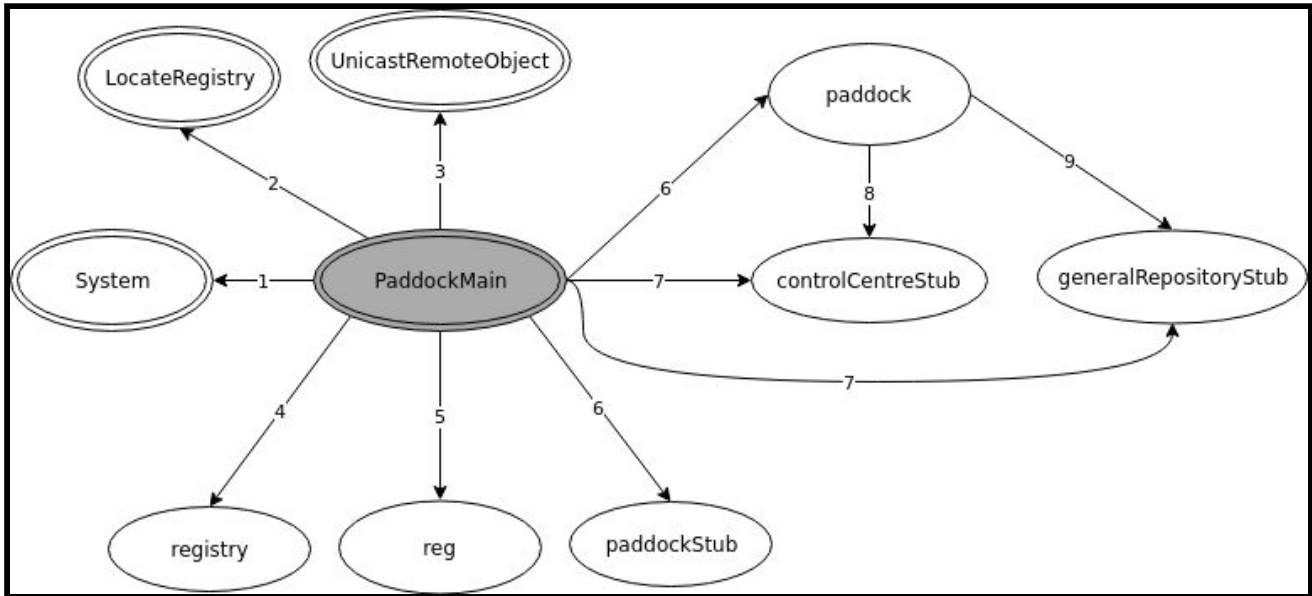 UnicastRemoteObject
LocateRegistry
paddock
9
3
2
6
8
System
1
PaddockMain
7
controlCentreStub
generalRepositoryStub
7
4
5
6
registry
reg
paddockStub